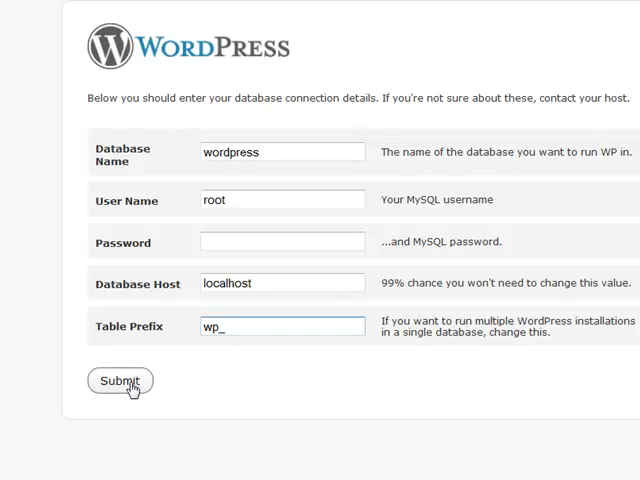 WORDPRESS
Below you should enter your database connection details. If you're not sure about these, contact your host.
Database
Name
wordpress
The name of the database you want to run WP in.
User Name
root
Your MySQL username
Password
...and MySQL password.
Database Host
localhost
99% chance you won't need to change this value.
Table Prefix
wp_
If you want to run multiple WordPress installations
in a single database, change this.
Submit